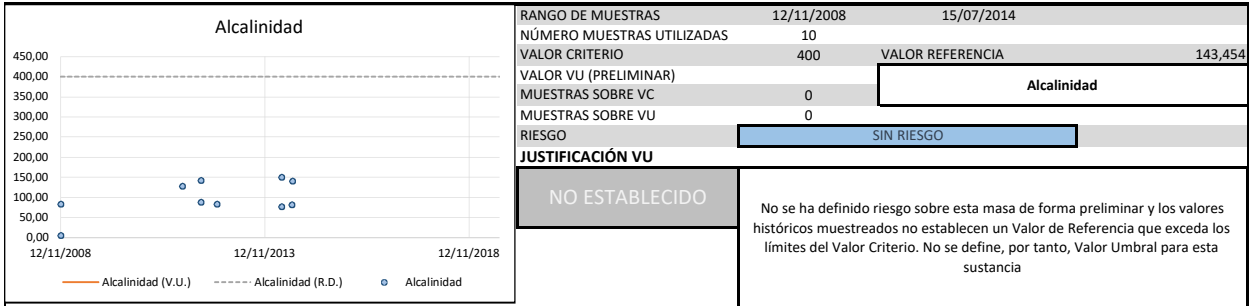 Alcalinidad
450,00
400,00
350,00
300,00
250,00
200,00
150,00
100,00
50,00
0,00
12/11/2008 12/11/2013 12/11/2018
Alcalinidad (V.U.) Alcalinidad (R.D.) Alcalinidad
RANGO DE MUESTRAS 12/11/2008 15/07/2014
NÚMERO MUESTRAS UTILIZADAS 10
VALOR CRITERIO 400 VALOR REFERENCIA 143,454
VALOR VU (PRELIMINAR)
Alcalinidad
MUESTRAS SOBRE VC 0
MUESTRAS SOBRE VU 0
RIESGO SIN RIESGO
JUSTIFICACIÓN VU
NO ESTABLECIDO
No se ha definido riesgo sobre esta masa de forma preliminar y los valores
históricos muestreados no establecen un Valor de Referencia que exceda los
límites del Valor Criterio. No se define, por tanto, Valor Umbral para esta
sustancia